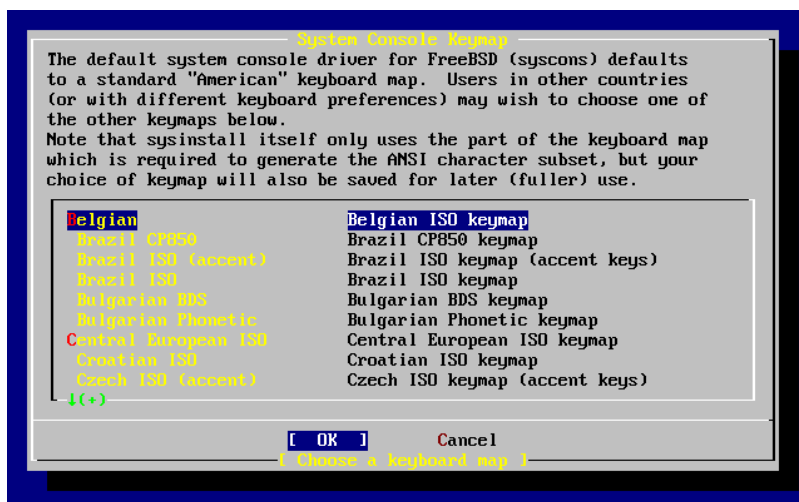 System Console Keymap
The default system console driver for FreeBSD (syscons) defaults
to a standard "American" keyboard map.  Users in other countries
(or with different keyboard preferences) may wish to choose one of
the other keymaps below.
Note that sysinstall itself only uses the part of the keyboard map
which is required to generate the ANSI character subset, but your
choice of keymap will also be saved for later (fuller) use.
Belgian Belgian ISO keymap
Brazil CP850 Brazil CP850 keymap
Brazil ISO (accent) Brazil ISO keymap (accent keys)
Brazil ISO Brazil ISO keymap
Bulgarian BDS Bulgarian BDS keymap
Bulgarian Phonetic Bulgarian Phonetic keymap
Central European ISO Central European ISO keymap
Croatian ISO Croatian ISO keymap
Czech ISO (accent) Czech ISO keymap (accent keys)
↓(+)
[ OK ] Cancel
[ Choose a keyboard map ]